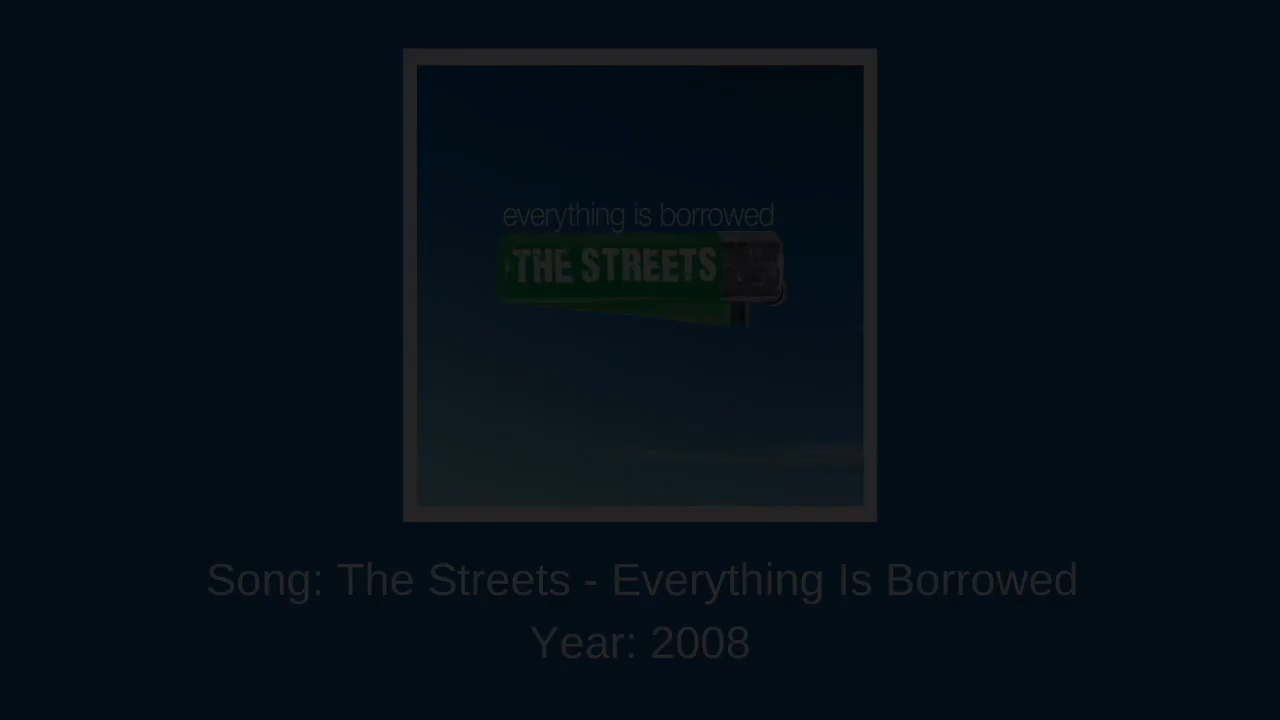 everything is borrowed
THE STREETS
Song: The Streets - Everything Is Borrowed
Year: 2008